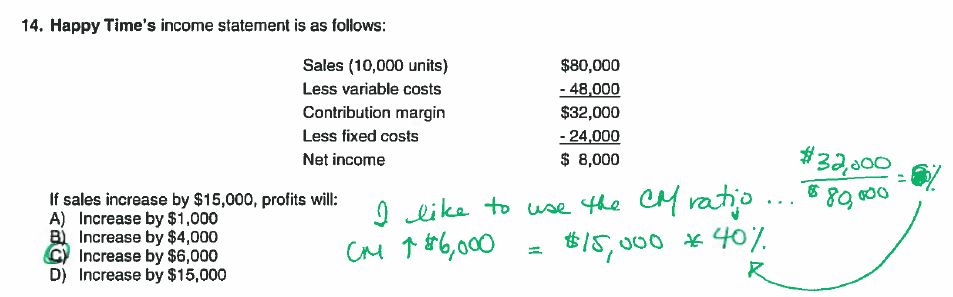 14. Happy Time's income statement is as follows:
Sales (10,000 units) $80,000
Less variable costs - 48,000
Contribution margin $32,000
Less fixed costs - 24,000
Net income $ 8,000
$32,000
$80,000 = %
If sales increase by $15,000, profits will:
A) Increase by $1,000
B) Increase by $4,000
C) Increase by $6,000
D) Increase by $15,000
I like to use the CM ratio ...
CM ↑ $6,000 = $15,000 * 40%